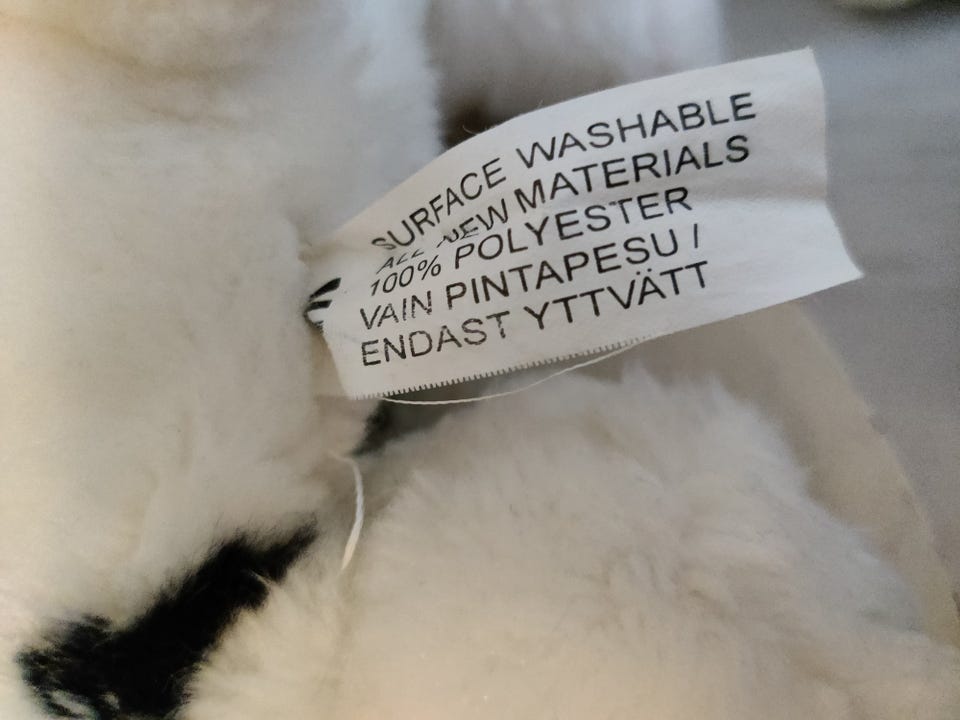 SURFACE WASHABLE
ALL NEW MATERIALS
100% POLYESTER
VAIN PINTAPESU /
ENDAST YTTVÄTT